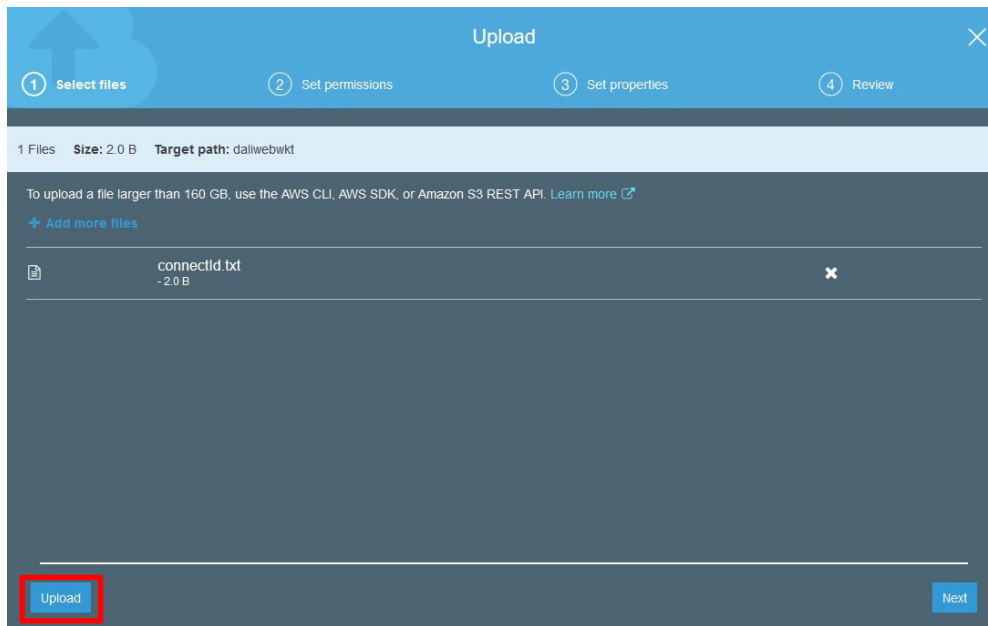 Upload
1 Select files
2 Set permissions
3 Set properties
4 Review
1 Files Size: 2.0 B Target path: daliwebwkt
To upload a file larger than 160 GB, use the AWS CLI, AWS SDK, or Amazon S3 REST API. Learn more
+ Add more files
connectId.txt
- 2.0 B
Upload
Next